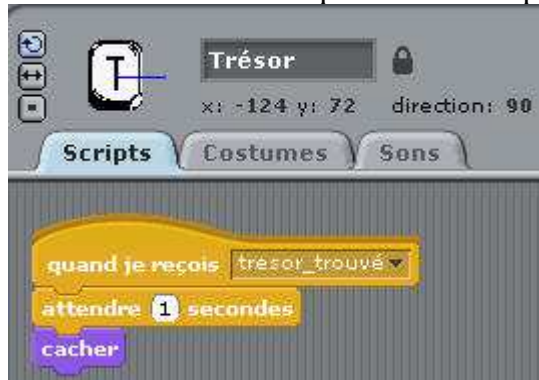 T
Trésor
x: -124 y: 72 direction: 90
Scripts Costumes Sons
quand je reçois trésor_trouvé
attendre 1 secondes
cacher